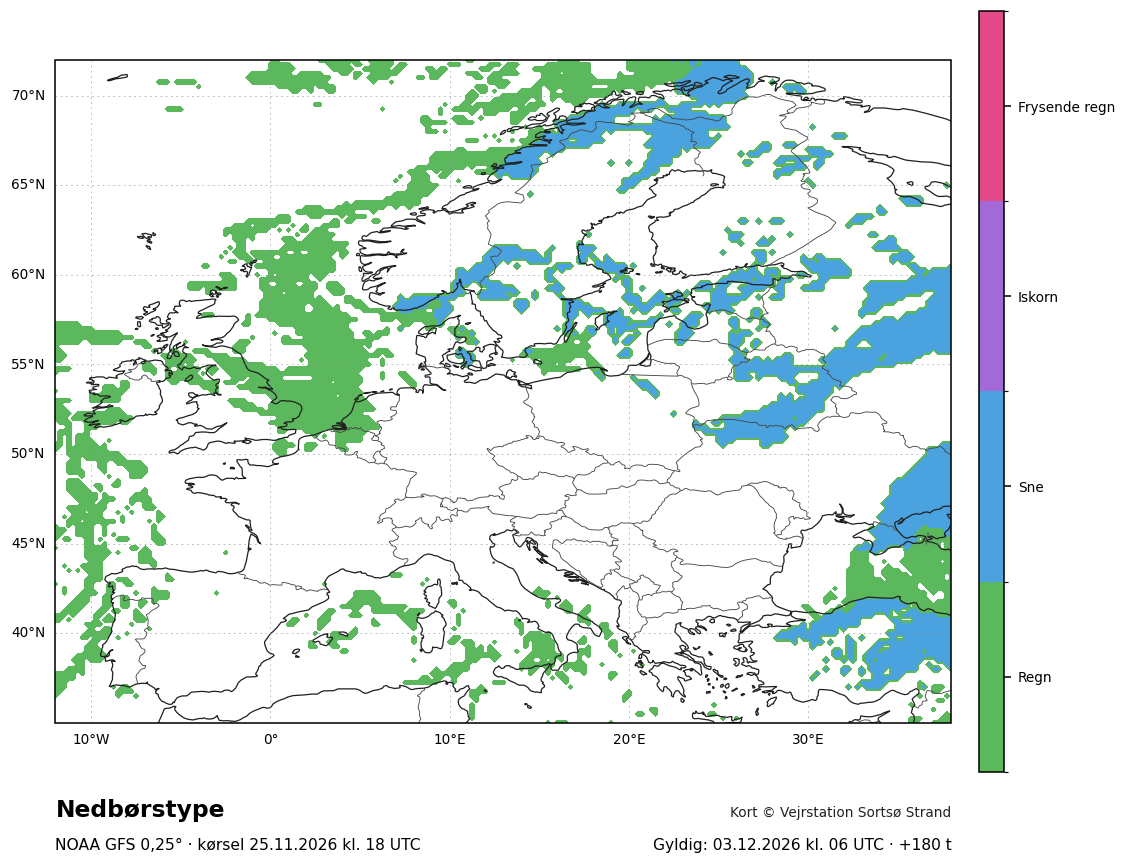 70°N
65°N
60°N
55°N
50°N
45°N
40°N
10°W
0°
10°E
20°E
30°E
Frysende regn
Iskorn
Sne
Regn
Nedbørstype
Kort © Vejrstation Sortsø Strand
NOAA GFS 0,25° · kørsel 25.11.2026 kl. 18 UTC
Gyldig: 03.12.2026 kl. 06 UTC · +180 t